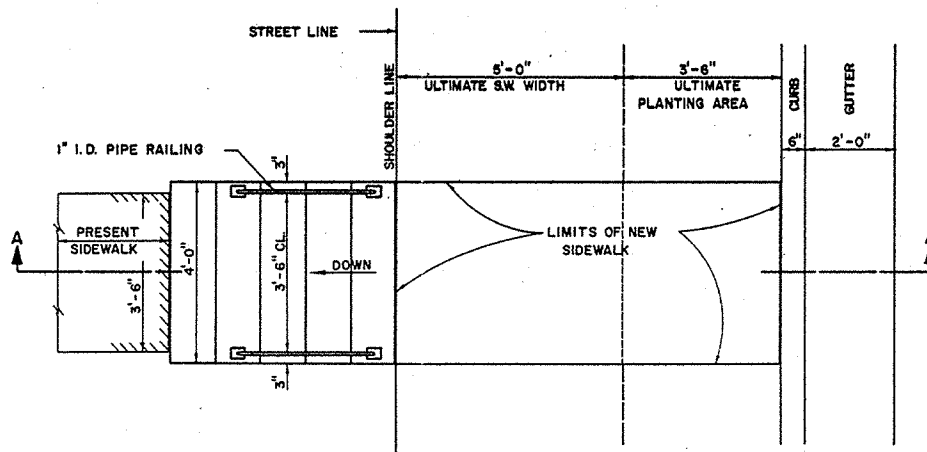 STREET LINE
5'-0"
ULTIMATE S.W. WIDTH
3'-6"
ULTIMATE
PLANTING AREA
SHOULDER LINE
CURB
GUTTER
6"
2'-0"
1" I.D. PIPE RAILING
3"
A
PRESENT
SIDEWALK
3'-6"
4'-0"
3'-6" CL.
DOWN
LIMITS OF NEW
SIDEWALK
3"